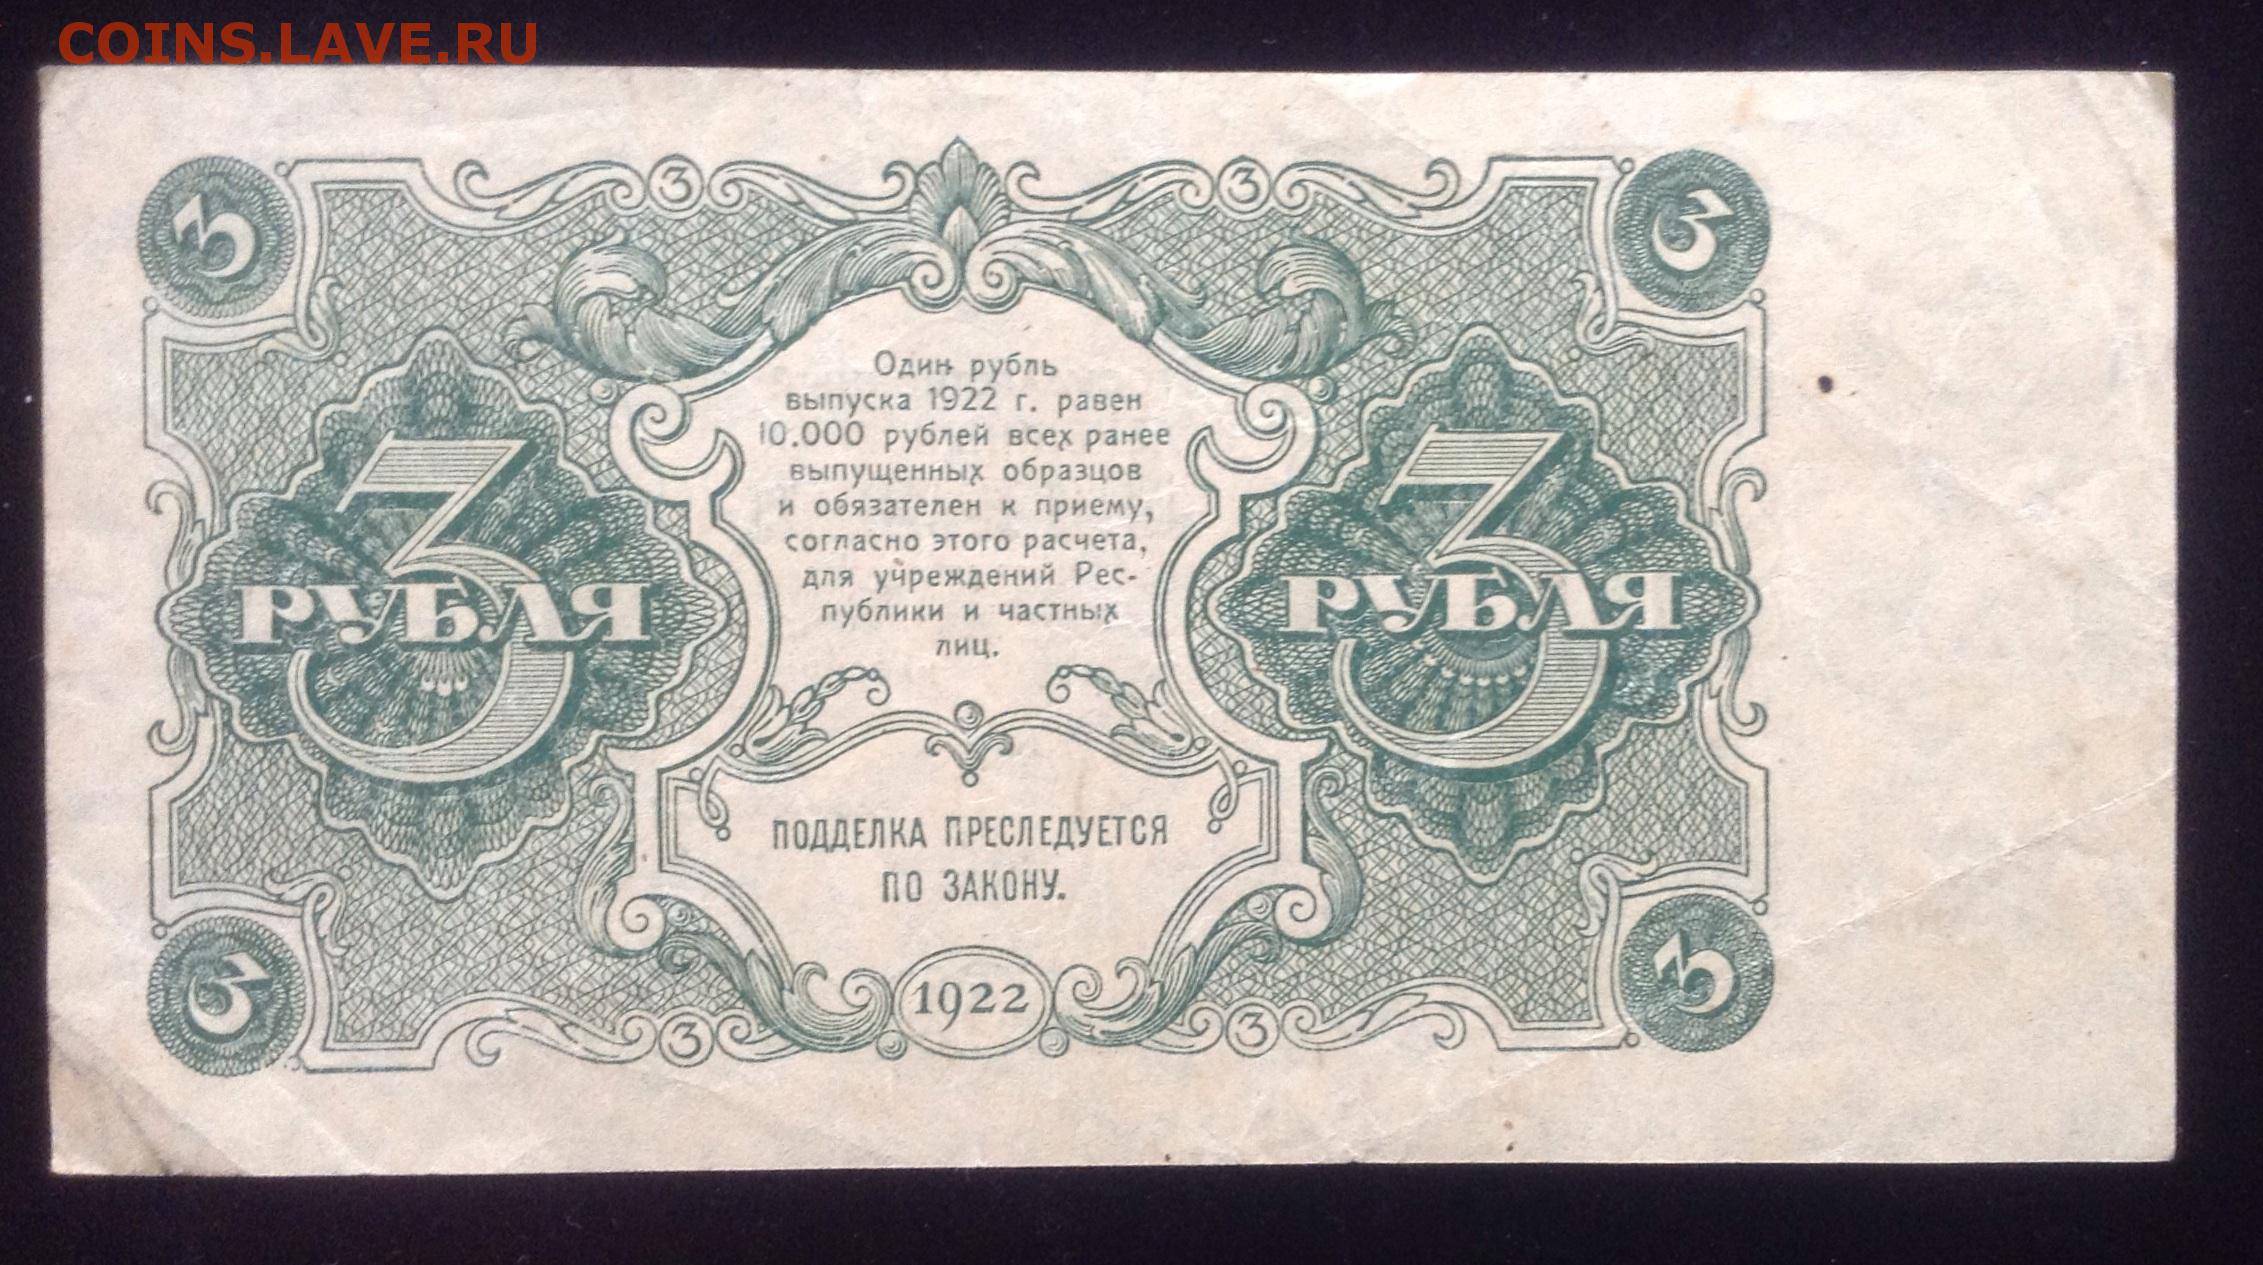 COINS.LAVE.RU
3 3 3 3
Один рубль
выпуска 1922 г. равен
10.000 рублей всех ранее
выпущенных образцов
и обязателен к приему,
согласно этого расчета,
для учреждений Рес-
публики и частных
лиц.
3 РУБЛЯ
3 РУБЛЯ
ПОДДЕЛКА ПРЕСЛЕДУЕТСЯ
ПО ЗАКОНУ.
3 3 1922 3 3